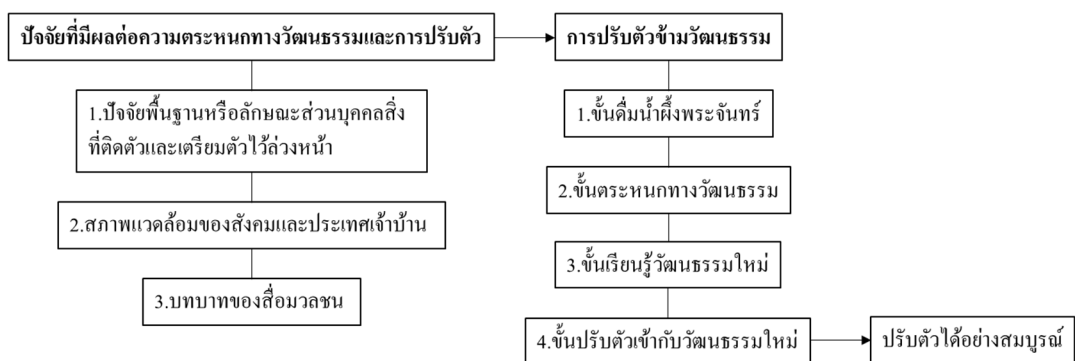 ปัจจัยที่มีผลต่อความตระหนกทางวัฒนธรรมและการปรับตัว
1.ปัจจัยพื้นฐานหรือลักษณะส่วนบุคคลสิ่ง
ที่ติดตัวและเตรียมตัวไว้ล่วงหน้า
2.สภาพแวดล้อมของสังคมและประเทศเจ้าบ้าน
3.บทบาทของสื่อมวลชน
การปรับตัวข้ามวัฒนธรรม
1.ขั้นดื่มน้ำผึ้งพระจันทร์
2.ขั้นตระหนกทางวัฒนธรรม
3.ขั้นเรียนรู้วัฒนธรรมใหม่
4.ขั้นปรับตัวเข้ากับวัฒนธรรมใหม่
ปรับตัวได้อย่างสมบูรณ์